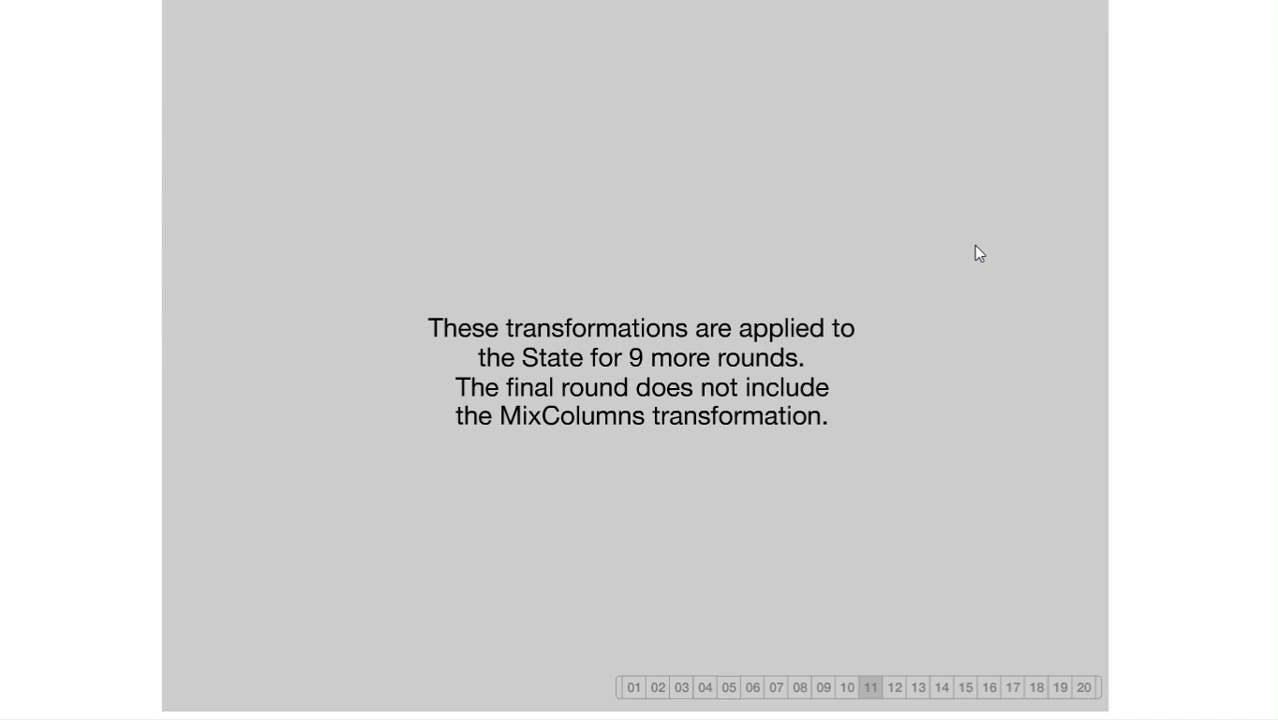 These transformations are applied to
the State for 9 more rounds.
The final round does not include
the MixColumns transformation.
01 02 03 04 05 06 07 08 09 10 11 12 13 14 15 16 17 18 19 20